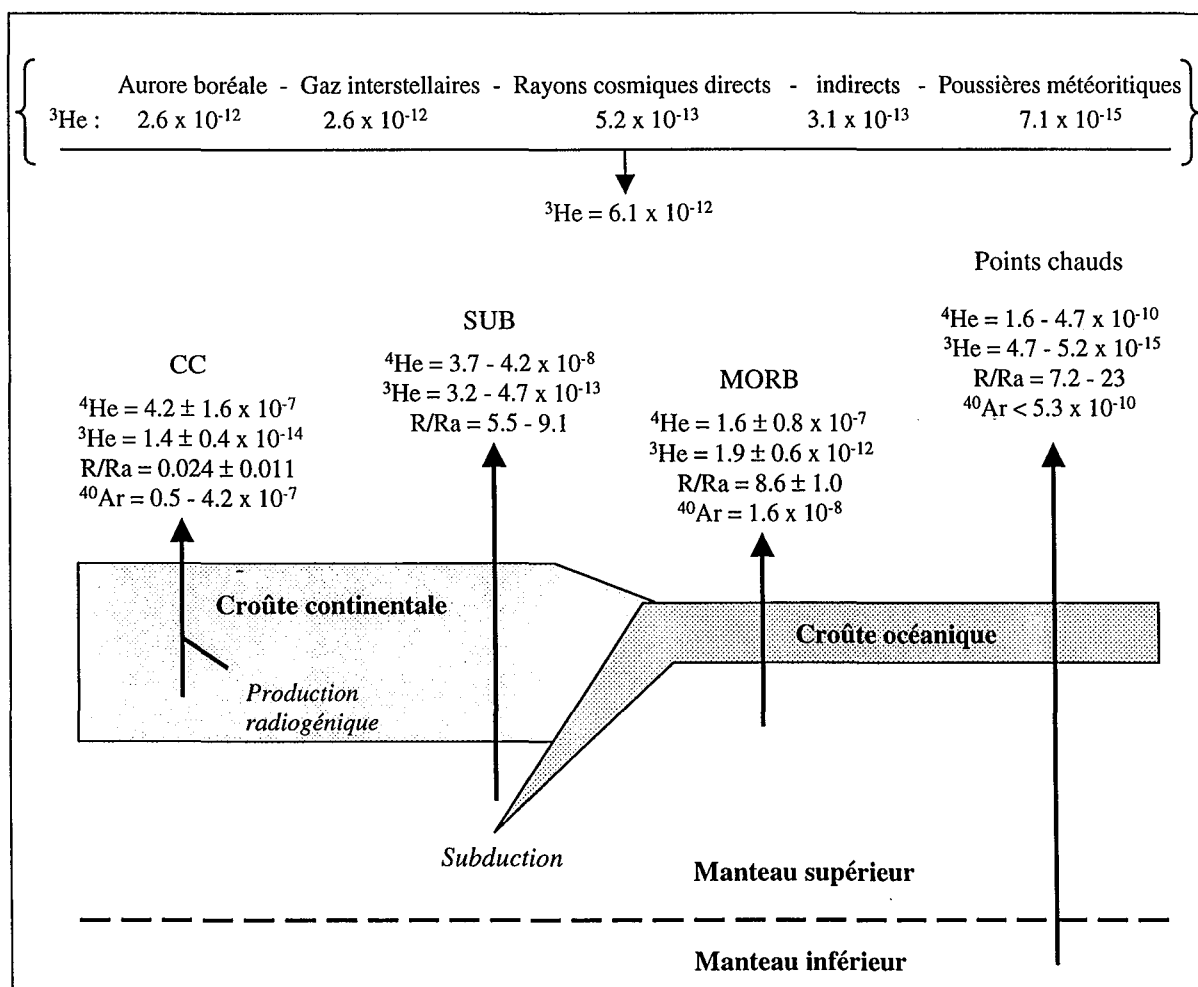 Aurore boréale - Gaz interstellaires - Rayons cosmiques directs - indirects - Poussières météoritiques
³He : 2.6 x 10⁻¹² 2.6 x 10⁻¹² 5.2 x 10⁻¹³ 3.1 x 10⁻¹³ 7.1 x 10⁻¹⁵
³He = 6.1 x 10⁻¹²
Points chauds
⁴He = 1.6 - 4.7 x 10⁻¹⁰
³He = 4.7 - 5.2 x 10⁻¹⁵
R/Ra = 7.2 - 23
⁴⁰Ar < 5.3 x 10⁻¹⁰
SUB
⁴He = 3.7 - 4.2 x 10⁻⁸
³He = 3.2 - 4.7 x 10⁻¹³
R/Ra = 5.5 - 9.1
CC
⁴He = 4.2 ± 1.6 x 10⁻⁷
³He = 1.4 ± 0.4 x 10⁻¹⁴
R/Ra = 0.024 ± 0.011
⁴⁰Ar = 0.5 - 4.2 x 10⁻⁷
MORB
⁴He = 1.6 ± 0.8 x 10⁻⁷
³He = 1.9 ± 0.6 x 10⁻¹²
R/Ra = 8.6 ± 1.0
⁴⁰Ar = 1.6 x 10⁻⁸
Croûte continentale
Croûte océanique
Production
radiogénique
Subduction
Manteau supérieur
Manteau inférieur